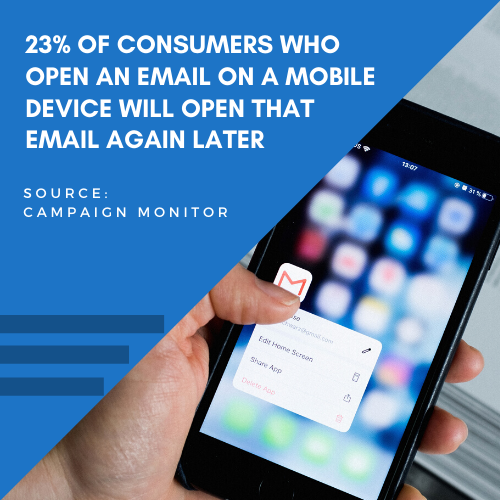 23% OF CONSUMERS WHO
OPEN AN EMAIL ON A MOBILE
DEVICE WILL OPEN THAT
EMAIL AGAIN LATER
SOURCE:
CAMPAIGN MONITOR
13:07
31 %
Edit Home Screen
Share App
Delete App